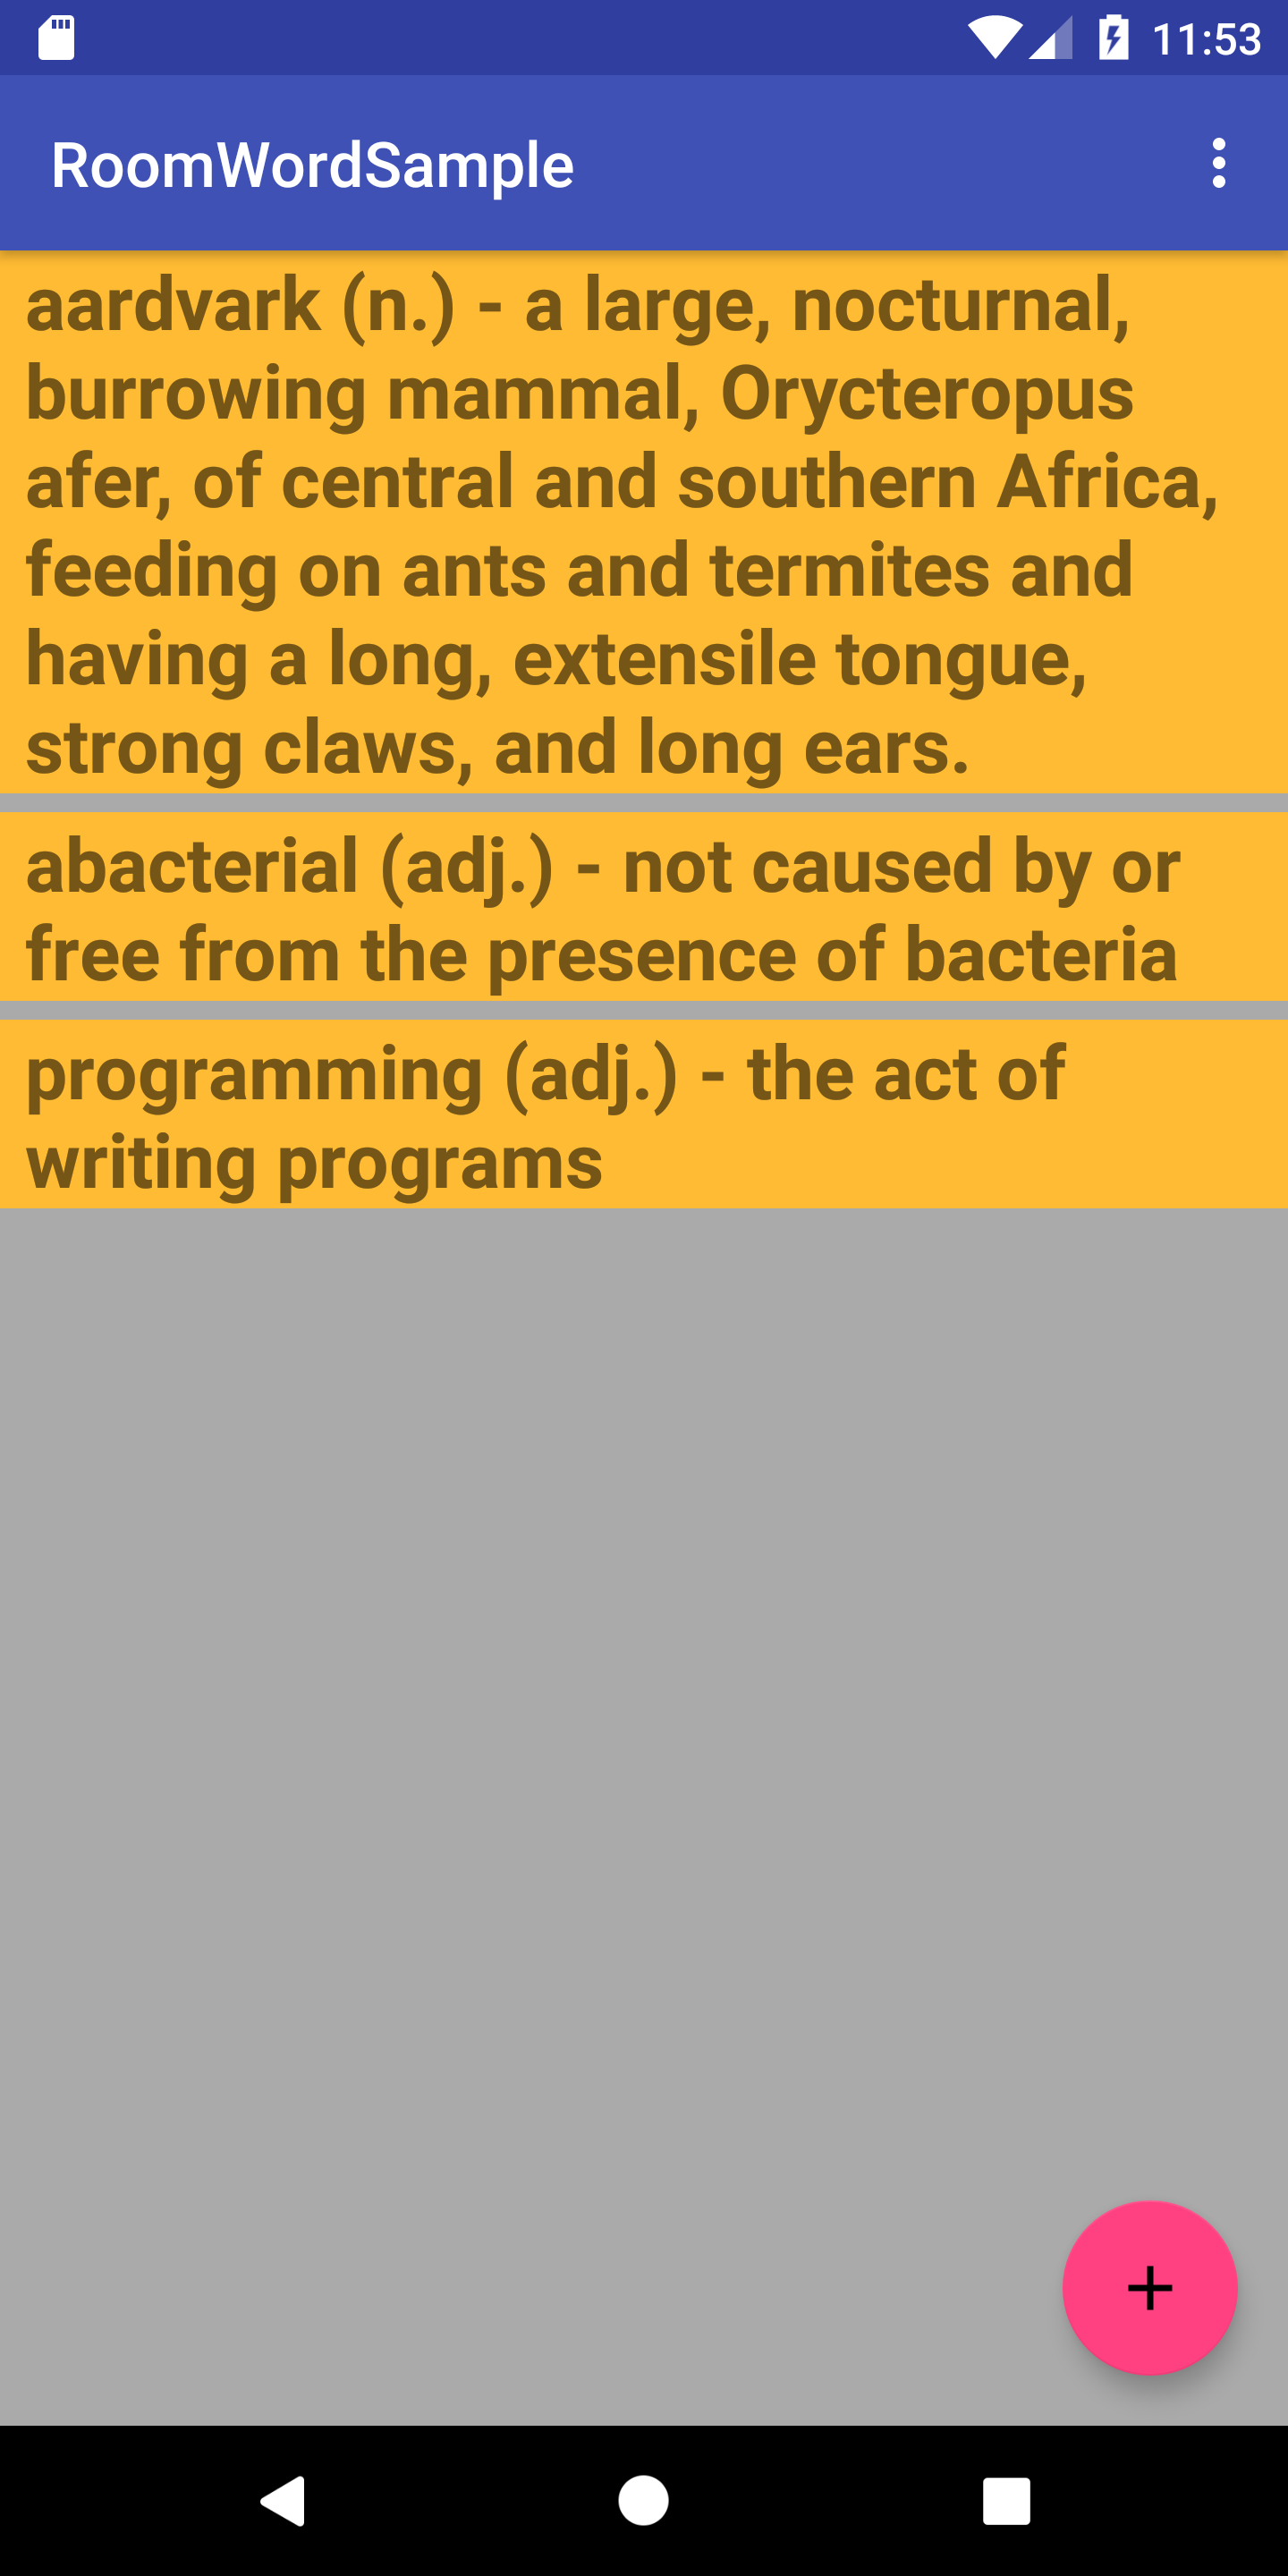 11:53
RoomWordSample
aardvark (n.) - a large, nocturnal,
burrowing mammal, Orycteropus
afer, of central and southern Africa,
feeding on ants and termites and
having a long, extensile tongue,
strong claws, and long ears.
abacterial (adj.) - not caused by or
free from the presence of bacteria
programming (adj.) - the act of
writing programs